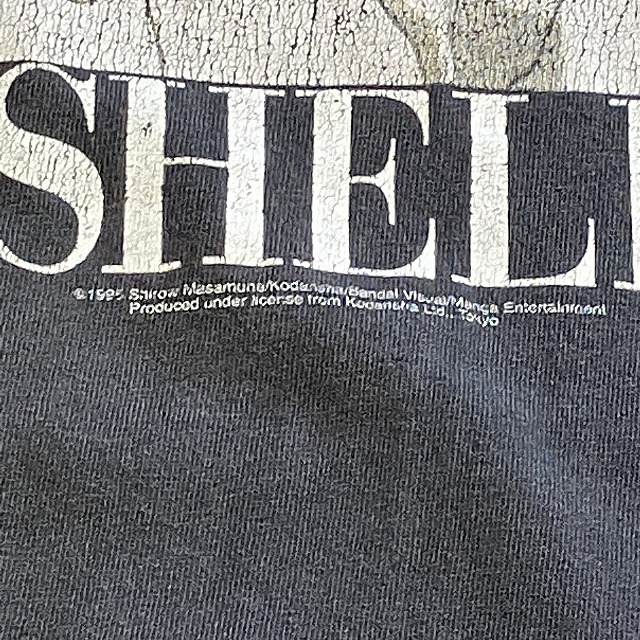 SHELL
©1995 Shirow Masamune/Kodansha/Bandai Visual/Manga Entertainment
Produced under license from Kodansha Ltd., Tokyo